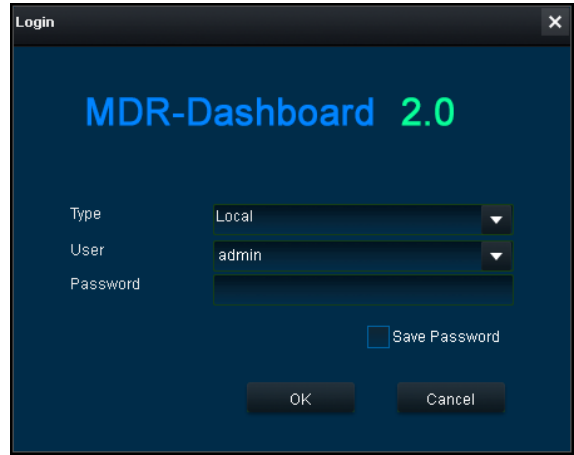 Login
MDR-Dashboard 2.0
Type Local
User admin
Password
Save Password
OK Cancel